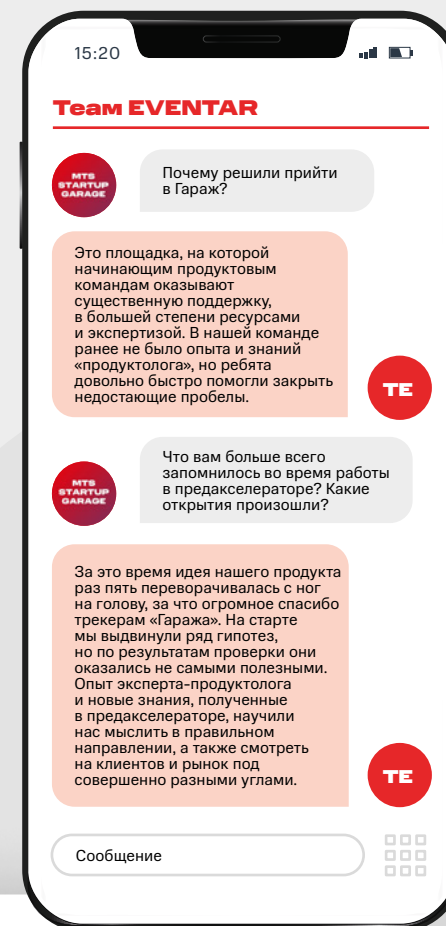 15:20
Team EVENTAR
MTS
STARTUP
GARAGE
Почему решили прийти
в Гараж?
Это площадка, на которой
начинающим продуктовым
командам оказывают
существенную поддержку,
в большей степени ресурсами
и экспертизой. В нашей команде
ранее не было опыта и знаний
«продуктолога», но ребята
довольно быстро помогли закрыть
недостающие пробелы.
TE
MTS
STARTUP
GARAGE
Что вам больше всего
запомнилось во время работы
в предакселераторе? Какие
открытия произошли?
За это время идея нашего продукта
раз пять переворачивалась с ног
на голову, за что огромное спасибо
трекерам «Гаража». На старте
мы выдвинули ряд гипотез,
но по результатам проверки они
оказались не самыми полезными.
Опыт эксперта-продуктолога
и новые знания, полученные
в предакселераторе, научили
нас мыслить в правильном
направлении, а также смотреть
на клиентов и рынок под
совершенно разными углами.
TE
Сообщение